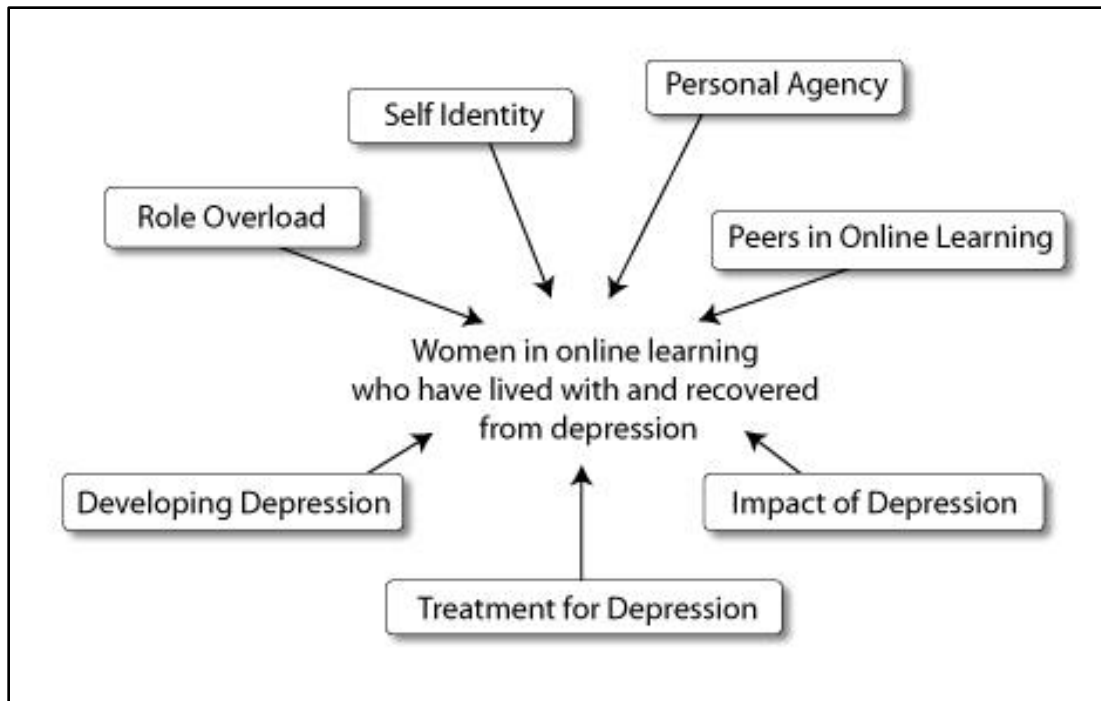 Personal Agency
Self Identity
Role Overload
Peers in Online Learning
Women in online learning
who have lived with and recovered
from depression
Developing Depression
Impact of Depression
Treatment for Depression